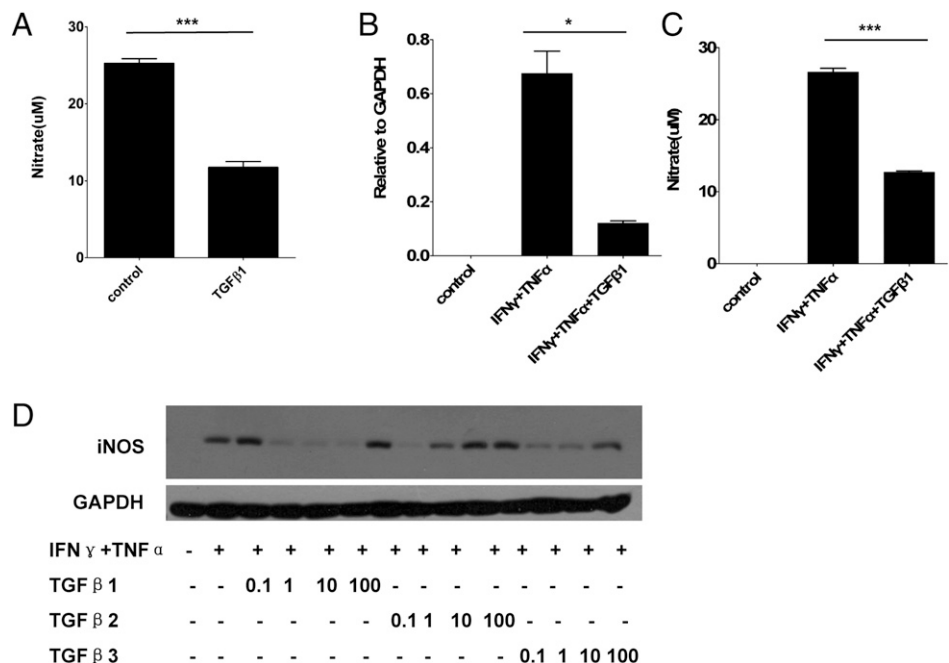 A
***
30
20
10
0
Nitrate(uM)
control
TGFβ1
B
*
0.8
0.6
0.4
0.2
0.0
Relative to GAPDH
control
IFNγ+TNFα
IFNγ+TNFα+TGFβ1
C
***
30
20
10
0
Nitrate(uM)
control
IFNγ+TNFα
IFNγ+TNFα+TGFβ1
D
iNOS
GAPDH
IFN γ +TNF α - + + + + + + + + + + + + +
TGF β 1 - - 0.1 1 10 100 - - - - - - - -
TGF β 2 - - - - - - 0.1 1 10 100 - - - -
TGF β 3 - - - - - - - - - - 0.1 1 10 100